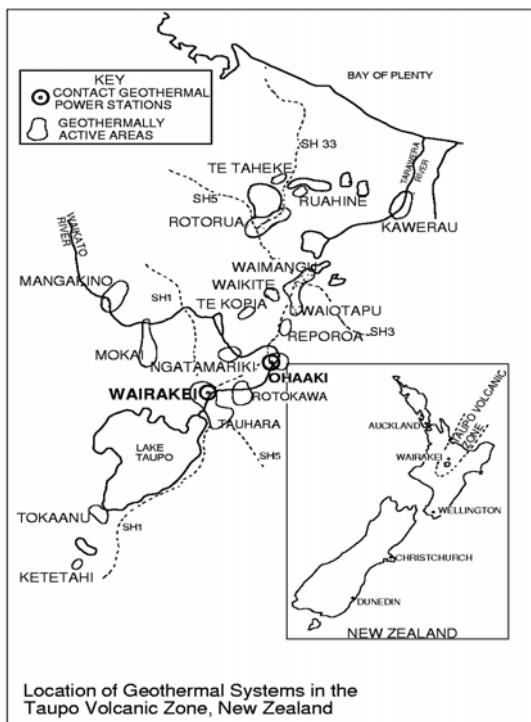 KEY
CONTACT GEOTHERMAL
POWER STATIONS
GEOTHERMALLY
ACTIVE AREAS
BAY OF PLENTY
SH 33
TARAWERA
RIVER
TE TAHEKE
SH5
RUAHINE
ROTORUA
KAWERAU
WAIKATO
RIVER
WAIMANGU
MANGAKINO
WAIKITE
SH1
TE KOPIA
WAIOTAPU
REPOROA
SH3
MOKAI
NGATAMARIKI
OHAAKI
WAIRAKEI
ROTOKAWA
TAUHARA
LAKE
TAUPO
SH5
TOKAANU
SH1
KETETAHI
AUCKLAND
TAUPO VOLCANIC
ZONE
WAIRAKEI
WELLINGTON
CHRISTCHURCH
DUNEDIN
NEW ZEALAND
Location of Geothermal Systems in the
Taupo Volcanic Zone, New Zealand